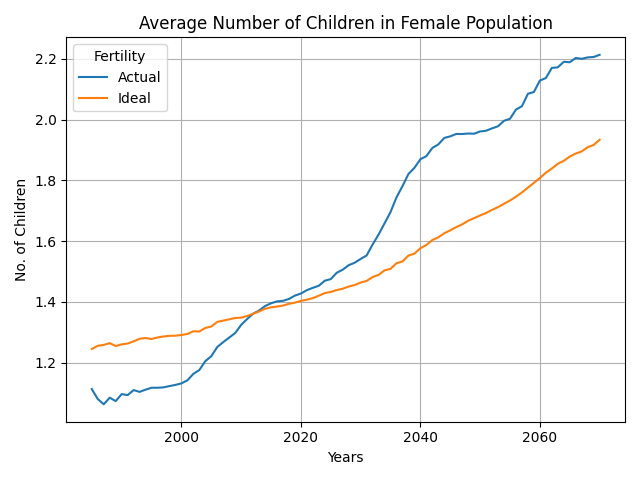 Average Number of Children in Female Population
Fertility
Actual
Ideal
No. of Children
2.2
2.0
1.8
1.6
1.4
1.2
2000 2020 2040 2060
Years